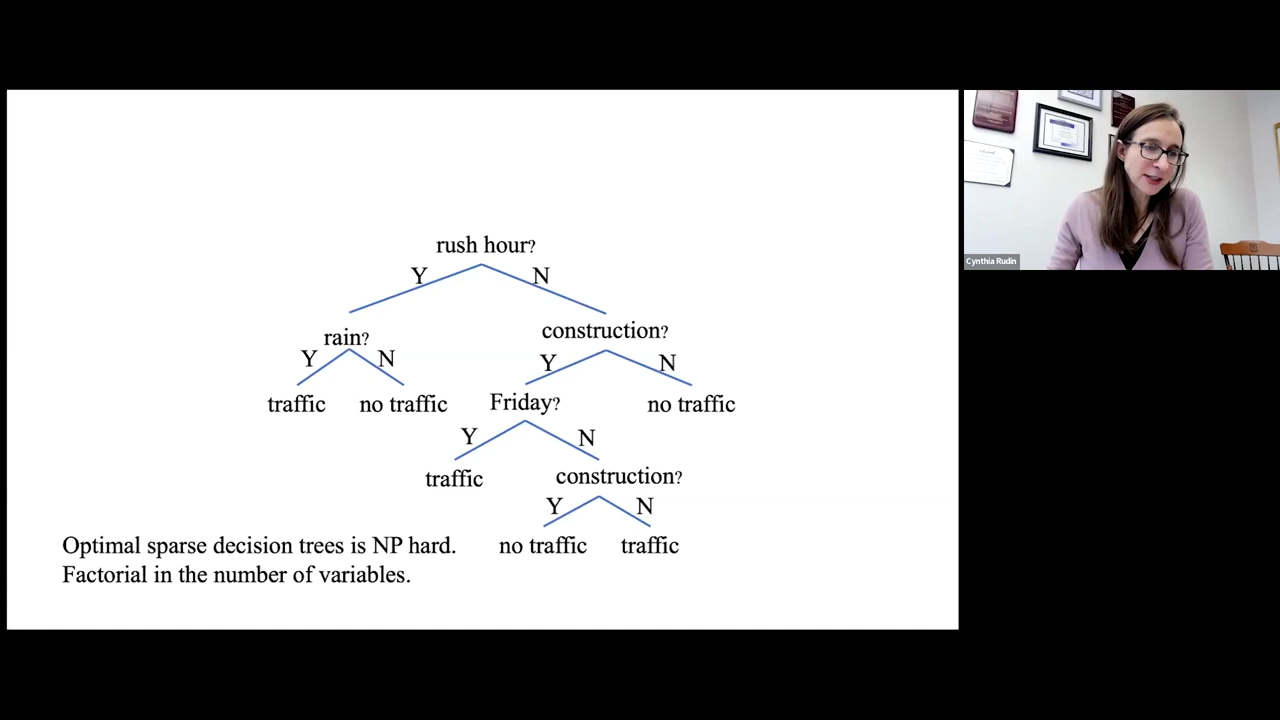 rush hour?
Y
N
rain?
construction?
Y
N
Y
N
traffic
no traffic
Friday?
no traffic
Y
N
traffic
construction?
Y
N
no traffic
traffic
Optimal sparse decision trees is NP hard.
Factorial in the number of variables.
Cynthia Rudin